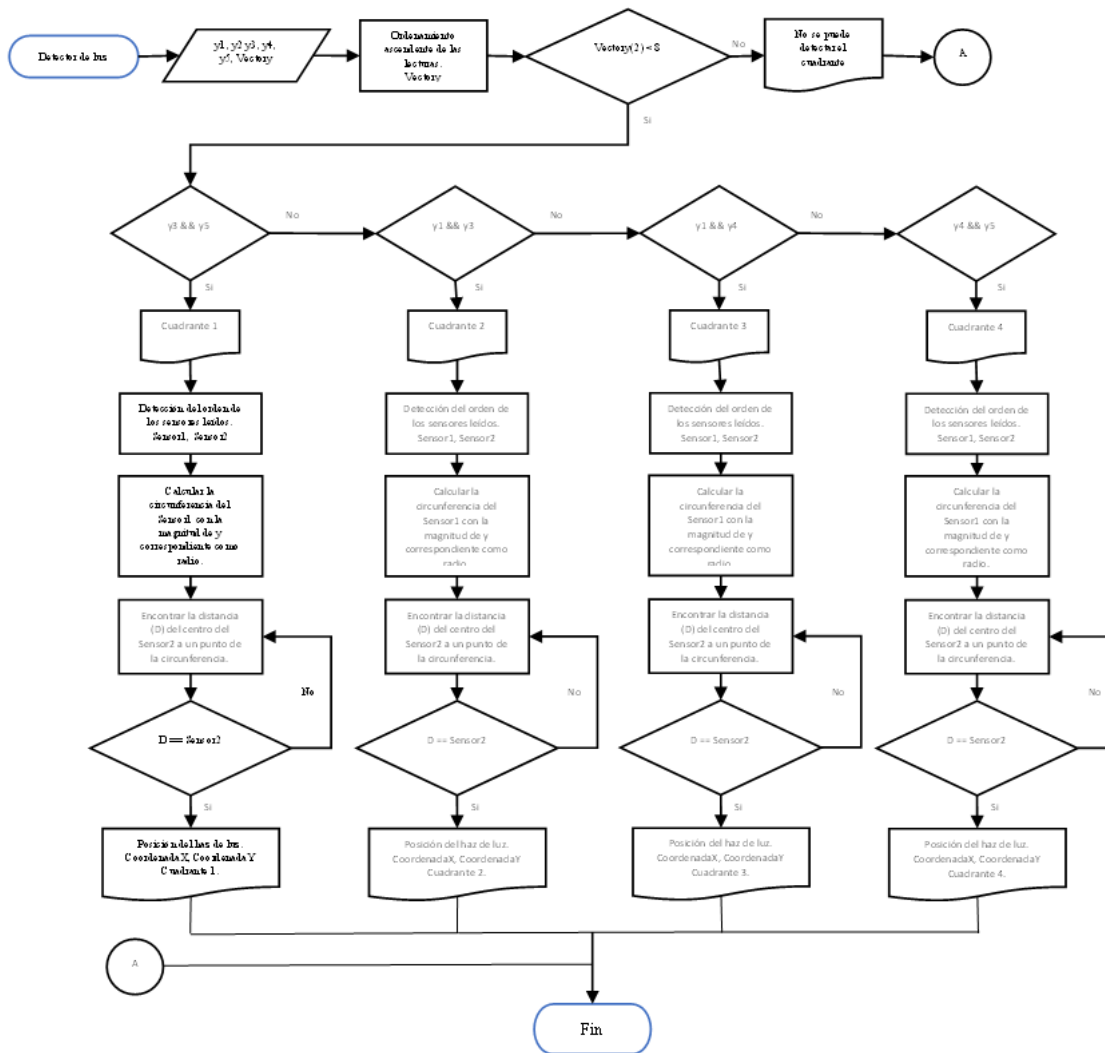 Detector de luz
y1, y2 y3, y4,
y5, Vectory
Ordenamiento
ascendente de las
lecturas.
Vectory
Vectory(2) < 8
No
No se puede
detectar el
cuadrante
A
Si
y3 && y5
No
y1 && y3
No
y1 && y4
No
y4 && y5
Si
Si
Si
Si
Cuadrante 1
Cuadrante 2
Cuadrante 3
Cuadrante 4
Detección del orden de
los sensores leídos.
Sensor1, Sensor2
Detección del orden de
los sensores leídos.
Sensor1, Sensor2
Detección del orden de
los sensores leídos.
Sensor1, Sensor2
Detección del orden de
los sensores leídos.
Sensor1, Sensor2
Calcular la
circunferencia del
Sensor1 con la
magnitud de y
correspondiente como
radio.
Calcular la
circunferencia del
Sensor1 con la
magnitud de y
correspondiente como
radio.
Calcular la
circunferencia del
Sensor1 con la
magnitud de y
correspondiente como
radio
Calcular la
circunferencia del
Sensor1 con la
magnitud de y
correspondiente como
radio.
Encontrar la distancia
(D) del centro del
Sensor2 a un punto de
la circunferencia.
Encontrar la distancia
(D) del centro del
Sensor2 a un punto de
la circunferencia.
Encontrar la distancia
(D) del centro del
Sensor2 a un punto de
la circunferencia.
Encontrar la distancia
(D) del centro del
Sensor2 a un punto de
la circunferencia.
No
No
No
No
D == Sensor2
D == Sensor2
D == Sensor2
D == Sensor2
Si
Si
Si
Si
Posicion del haz de luz.
CoordenadaX, CoordenadaY
Cuadrante 1.
Posición del haz de luz.
CoordenadaX, CoordenadaY
Cuadrante 2.
Posición del haz de luz.
CoordenadaX, CoordenadaY
Cuadrante 3.
Posición del haz de luz.
CoordenadaX, CoordenadaY
Cuadrante 4.
A
Fin